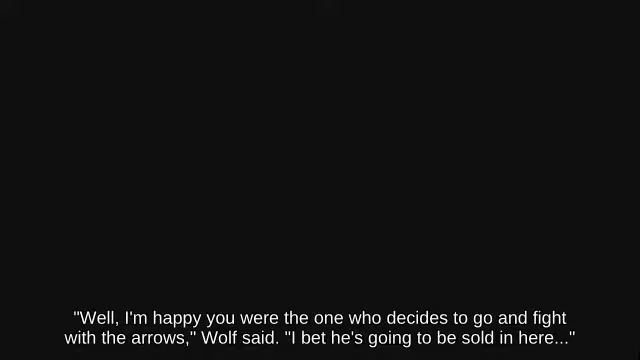 "Well, I'm happy you were the one who decides to go and fight
with the arrows," Wolf said. "I bet he's going to be sold in here..."